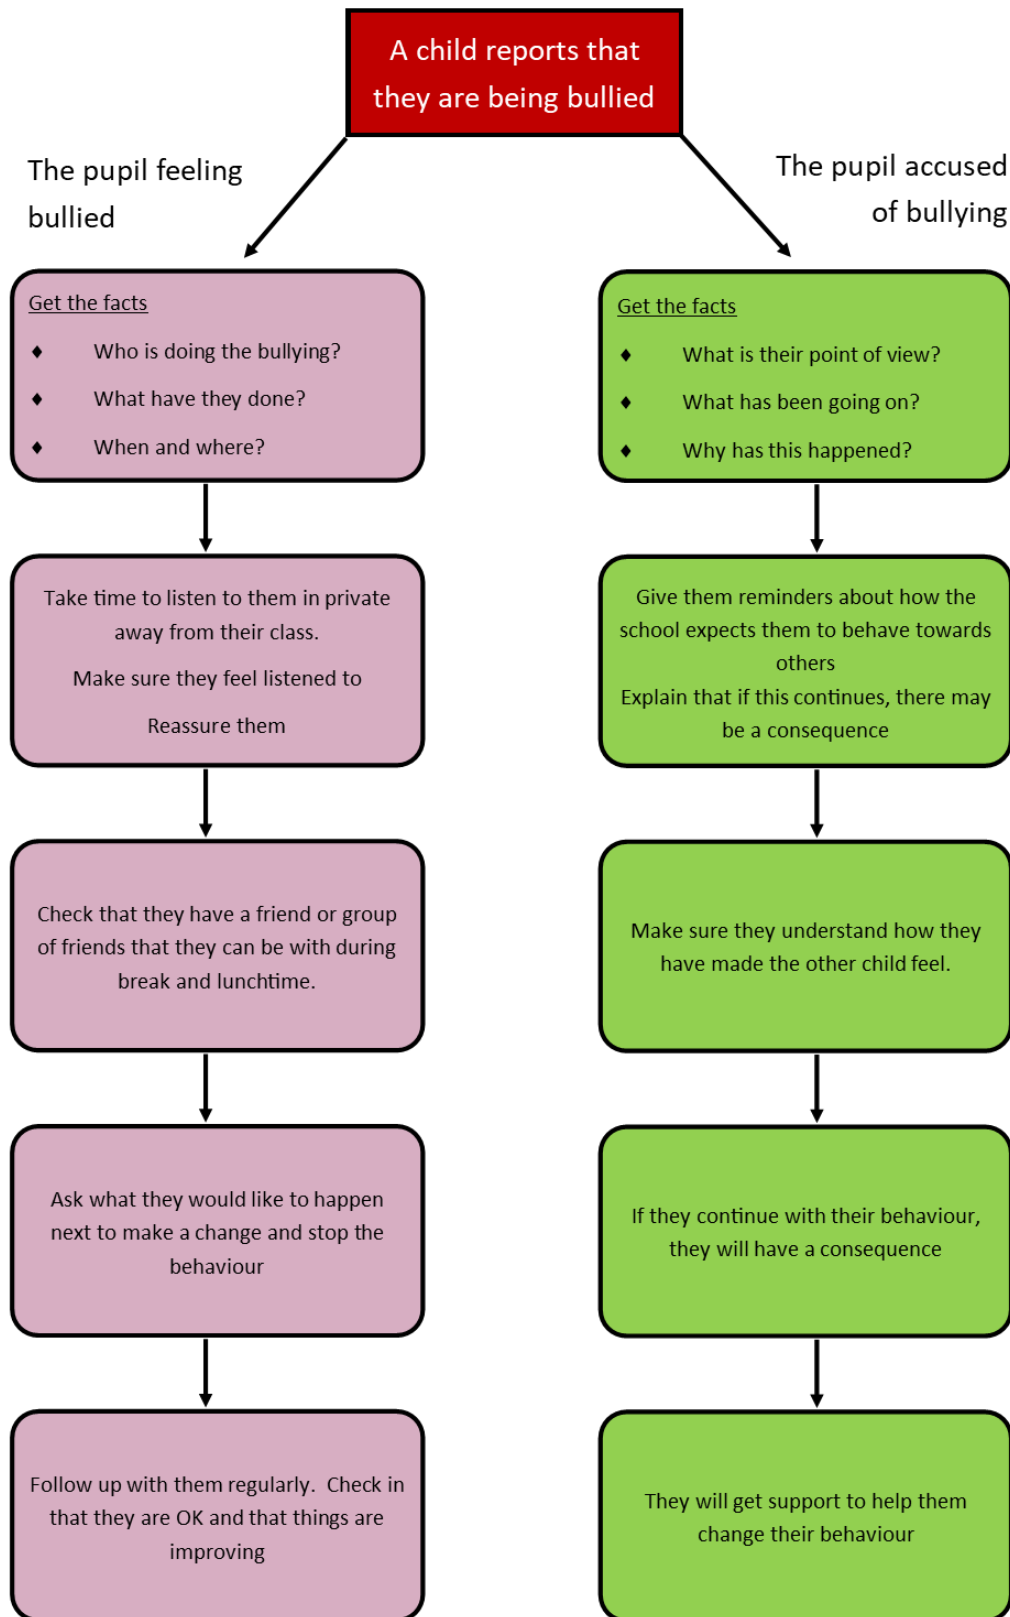 A child reports that
they are being bullied
The pupil feeling
bullied
The pupil accused
of bullying
Get the facts
♦ Who is doing the bullying?
♦ What have they done?
♦ When and where?
Take time to listen to them in private
away from their class.
Make sure they feel listened to
Reassure them
Check that they have a friend or group
of friends that they can be with during
break and lunchtime.
Ask what they would like to happen
next to make a change and stop the
behaviour
Follow up with them regularly.  Check in
that they are OK and that things are
improving
Get the facts
♦ What is their point of view?
♦ What has been going on?
♦ Why has this happened?
Give them reminders about how the
school expects them to behave towards
others
Explain that if this continues, there may
be a consequence
Make sure they understand how they
have made the other child feel.
If they continue with their behaviour,
they will have a consequence
They will get support to help them
change their behaviour